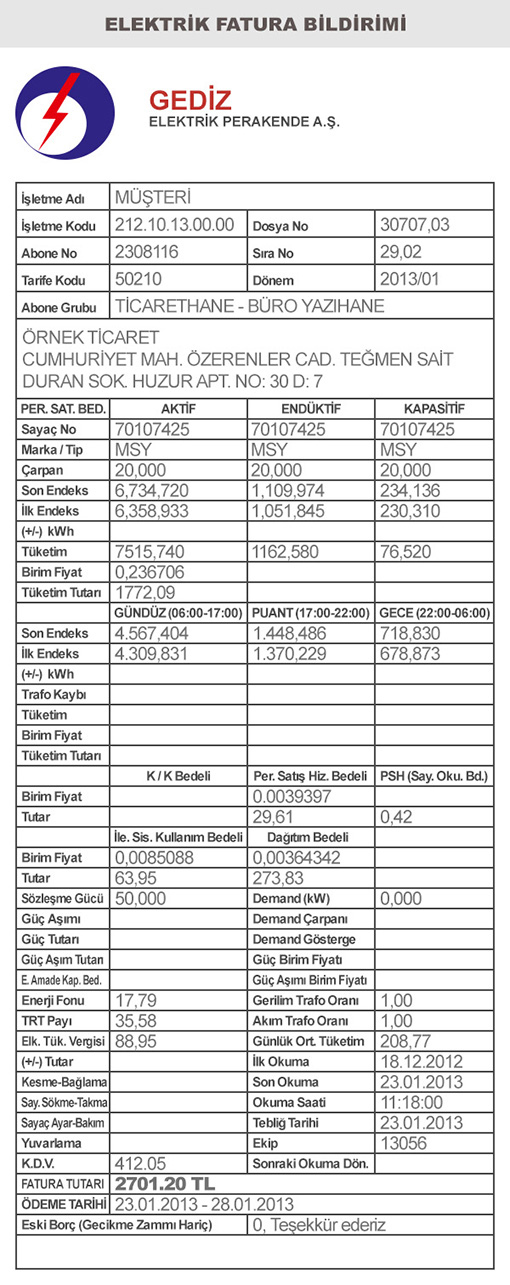 ELEKTRİK FATURA BİLDİRİMİ
GEDİZ
ELEKTRİK PERAKENDE A.Ş.
İşletme Adı MÜŞTERİ
İşletme Kodu 212.10.13.00.00 Dosya No 30707,03
Abone No 2308116 Sıra No 29,02
Tarife Kodu 50210 Dönem 2013/01
Abone Grubu TİCARETHANE - BÜRO YAZIHANE
ÖRNEK TİCARET
CUMHURİYET MAH. ÖZERENLER CAD. TEĞMEN SAİT
DURAN SOK. HUZUR APT. NO: 30 D: 7
PER. SAT. BED. AKTİF ENDÜKTİF KAPASİTİF
Sayaç No 70107425 70107425 70107425
Marka / Tip MSY MSY MSY
Çarpan 20,000 20,000 20,000
Son Endeks 6,734,720 1,109,974 234,136
İlk Endeks 6,358,933 1,051,845 230,310
(+/-) kWh
Tüketim 7515,740 1162,580 76,520
Birim Fiyat 0,236706
Tüketim Tutarı 1772,09
GÜNDÜZ (06:00-17:00) PUANT (17:00-22:00) GECE (22:00-06:00)
Son Endeks 4.567,404 1.448,486 718,830
İlk Endeks 4.309,831 1.370,229 678,873
(+/-) kWh
Trafo Kaybı
Tüketim
Birim Fiyat
Tüketim Tutarı
K / K Bedeli Per. Satış Hiz. Bedeli PSH (Say. Oku. Bd.)
Birim Fiyat 0.0039397
Tutar 29,61 0,42
İle. Sis. Kullanım Bedeli Dağıtım Bedeli
Birim Fiyat 0,0085088 0,00364342
Tutar 63,95 273,83
Sözleşme Gücü 50,000 Demand (kW) 0,000
Güç Aşımı Demand Çarpanı
Güç Tutarı Demand Gösterge
Güç Aşım Tutarı Güç Birim Fiyatı
E. Amade Kap. Bed. Güç Aşımı Birim Fiyatı
Enerji Fonu 17,79 Gerilim Trafo Oranı 1,00
TRT Payı 35,58 Akım Trafo Oranı 1,00
Elk. Tük. Vergisi 88,95 Günlük Ort. Tüketim 208,77
(+/-) Tutar İlk Okuma 18.12.2012
Kesme-Bağlama Son Okuma 23.01.2013
Say. Sökme-Takma Okuma Saati 11:18:00
Sayaç Ayar-Bakım Tebliğ Tarihi 23.01.2013
Yuvarlama Ekip 13056
K.D.V. 412.05 Sonraki Okuma Dön.
FATURA TUTARI 2701.20 TL
ÖDEME TARİHİ 23.01.2013 - 28.01.2013
Eski Borç (Gecikme Zammı Hariç) 0, Teşekkür ederiz